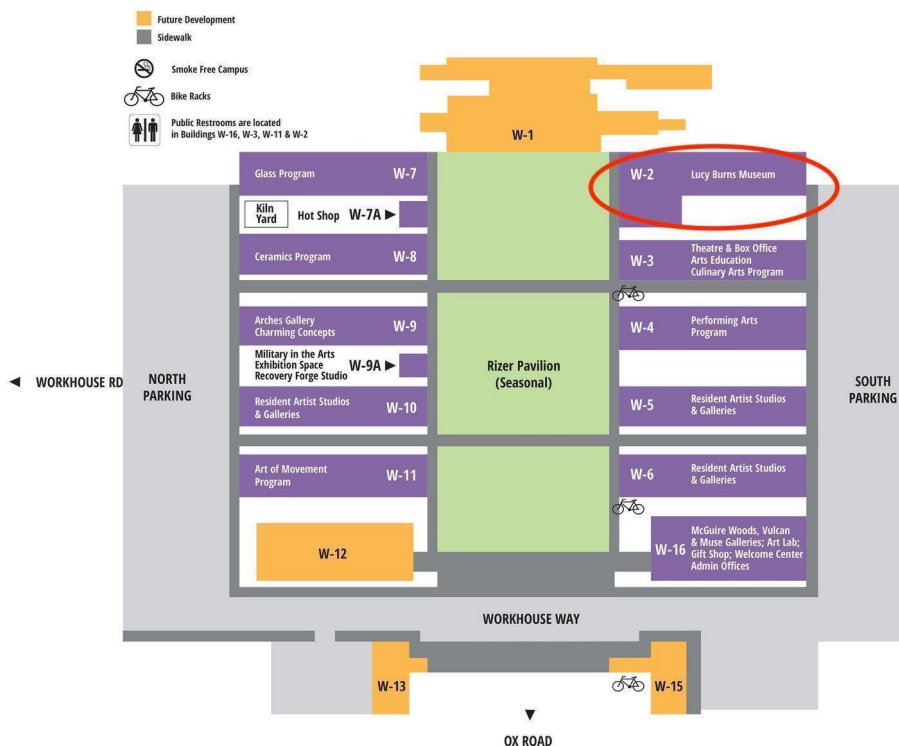 Future Development
Sidewalk
Smoke Free Campus
Bike Racks
Public Restrooms are located
in Buildings W-16, W-3, W-11 & W-2
W-1
Glass Program W-7
W-2 Lucy Burns Museum
Kiln
Yard
Hot Shop W-7A
Ceramics Program W-8
W-3 Theatre & Box Office
Arts Education
Culinary Arts Program
Arches Gallery
Charming Concepts
W-9
W-4 Performing Arts
Program
Military in the Arts
Exhibition Space
Recovery Forge Studio
W-9A
Rizer Pavilion
(Seasonal)
WORKHOUSE RD
NORTH
PARKING
SOUTH
PARKING
Resident Artist Studios
& Galleries
W-10
W-5 Resident Artist Studios
& Galleries
Art of Movement
Program
W-11
W-6 Resident Artist Studios
& Galleries
W-12
W-16 McGuire Woods, Vulcan
& Muse Galleries; Art Lab;
Gift Shop; Welcome Center
Admin Offices
WORKHOUSE WAY
W-13
W-15
OX ROAD